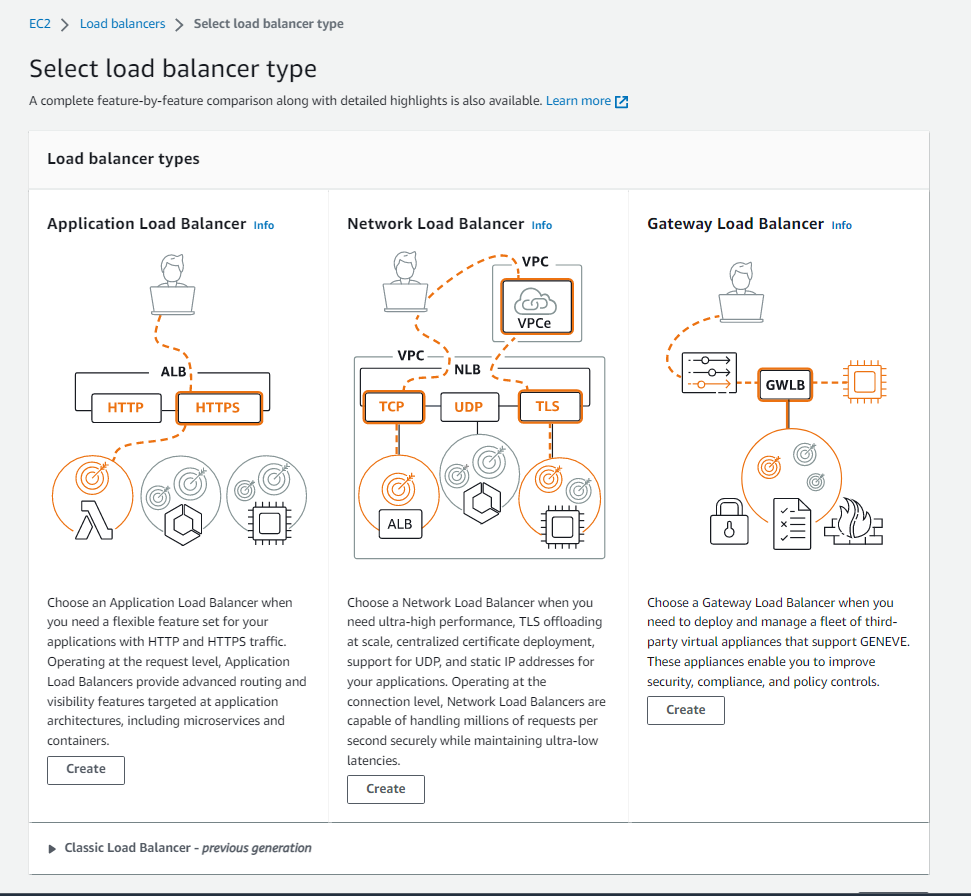 EC2 > Load balancers > Select load balancer type
Select load balancer type
A complete feature-by-feature comparison along with detailed highlights is also available. Learn more
Load balancer types
Application Load Balancer Info
ALB
HTTP
HTTPS
Choose an Application Load Balancer when
you need a flexible feature set for your
applications with HTTP and HTTPS traffic.
Operating at the request level, Application
Load Balancers provide advanced routing and
visibility features targeted at application
architectures, including microservices and
containers.
Create
Network Load Balancer Info
VPC
VPCe
VPC
NLB
TCP
UDP
TLS
ALB
Choose a Network Load Balancer when you
need ultra-high performance, TLS offloading
at scale, centralized certificate deployment,
support for UDP, and static IP addresses for
your applications. Operating at the
connection level, Network Load Balancers are
capable of handling millions of requests per
second securely while maintaining ultra-low
latencies.
Create
Gateway Load Balancer Info
GWLB
Choose a Gateway Load Balancer when you
need to deploy and manage a fleet of third-
party virtual appliances that support GENEVE.
These appliances enable you to improve
security, compliance, and policy controls.
Create
Classic Load Balancer - previous generation